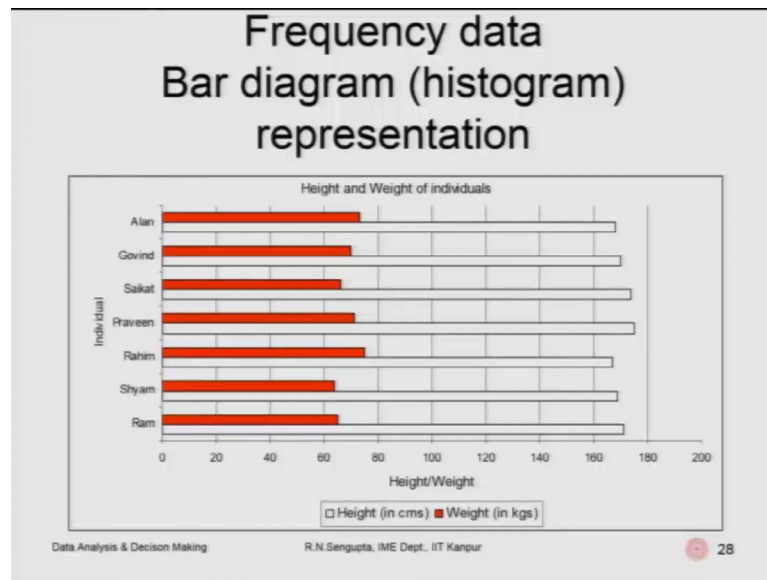 Frequency data
Bar diagram (histogram)
representation
Height and Weight of individuals
Individual
Alan
Govind
Saikat
Praveen
Rahim
Shyam
Ram
0 20 40 60 80 100 120 140 160 180 200
Height/Weight
Height (in cms) Weight (in kgs)
Data Analysis & Decison Making R.N.Sengupta, IME Dept., IIT Kanpur 28